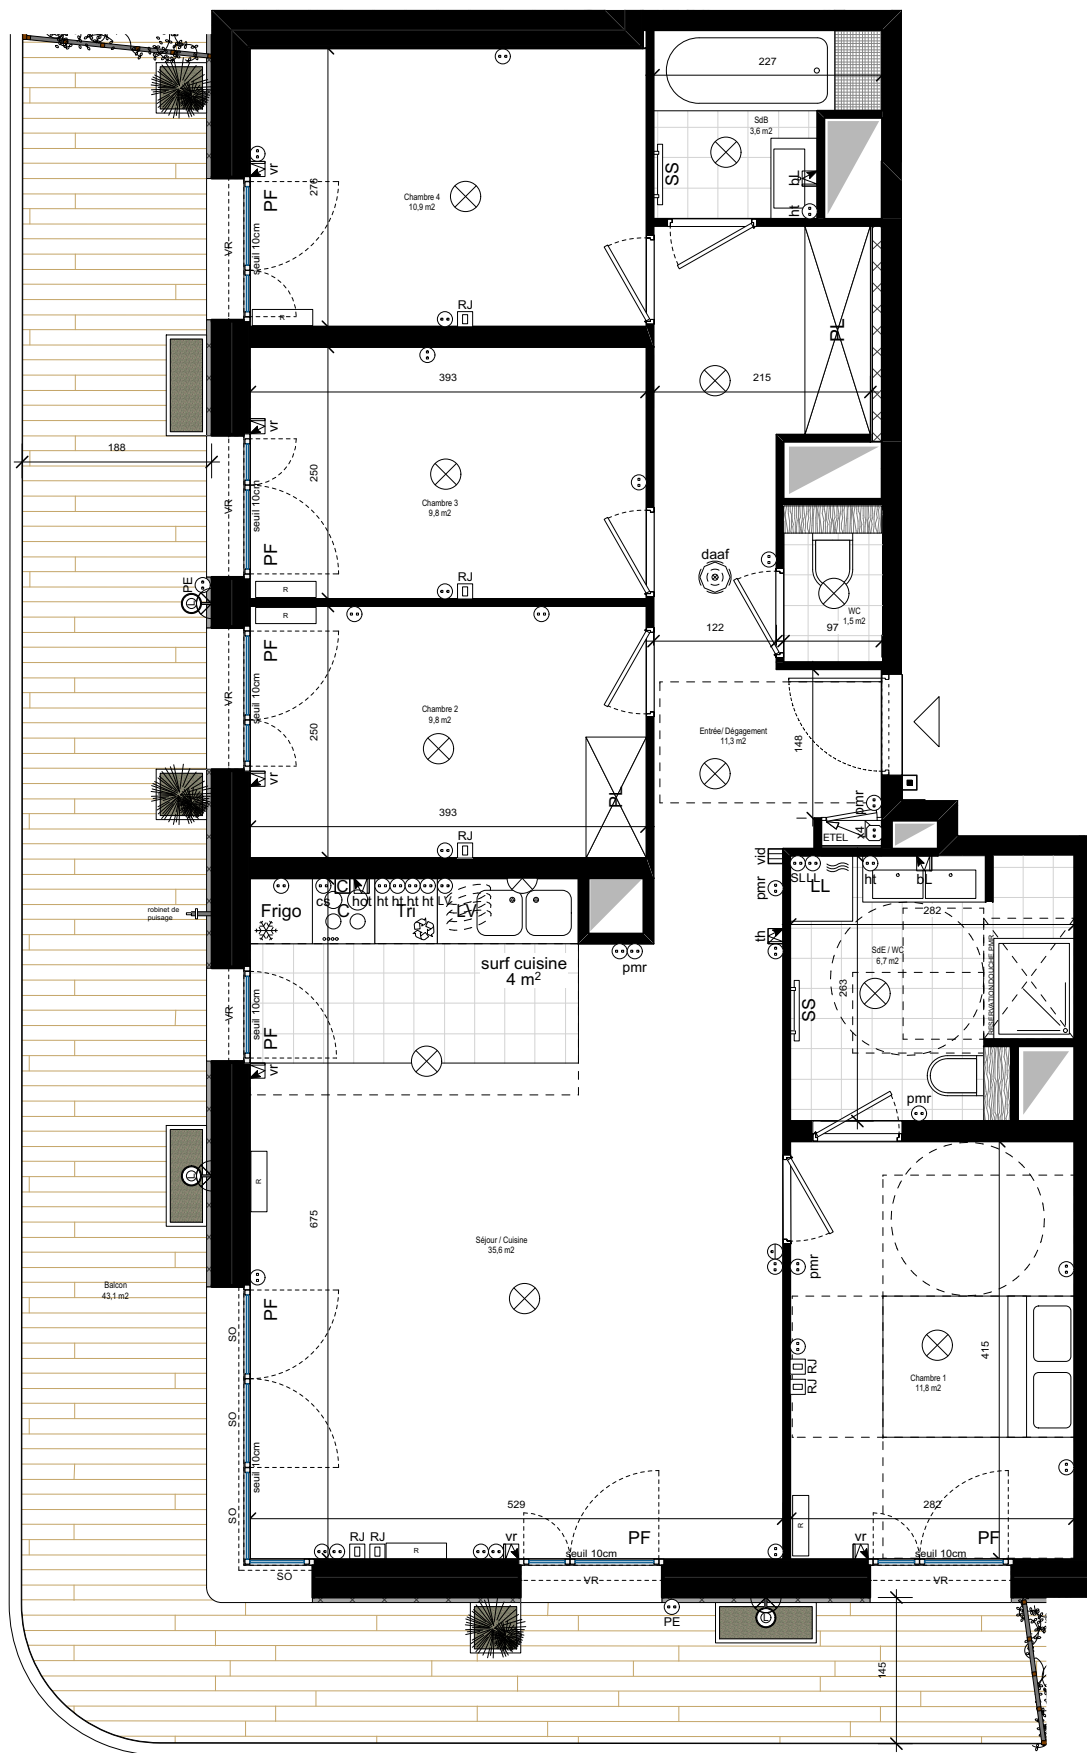 227
SdB
3,6 m2
SS
bL
ht
vr
PF
276
Chambre 4
10,9 m2
VR
seuil 10cm
R
RJ
PL
393
215
vr
188
250
Chambre 3
9,8 m2
VR
seuil 10cm
PF
daaf
PE
R
RJ
WC
1,5 m2
R
122
97
PF
VR
seuil 10cm
Chambre 2
9,8 m2
250
Entrée/ Dégagement
11,3 m2
148
vr
PL
393
RJ
pmr
x4
ETEL
vid
pmr
SL
LL
LL
ht
bL
282
robinet de
puisage
Frigo
cs
C
C
hot
ht
ht
ht
ht
Tri
LV
LV
th
surf cuisine
4 m2
pmr
SdE / WC
6,7 m2
263
RESERVATION DOUCHE PMR
SS
VR
seuil 10cm
PF
vr
pmr
R
675
Séjour / Cuisine
35,6 m2
pmr
Balcon
43,1 m2
PF
SO
SO
seuil 10cm
SO
415
RJ
RJ
Chambre 1
11,8 m2
529
282
RJ
RJ
R
vr
PF
seuil 10cm
R
vr
PF
seuil 10cm
SO
VR
VR
PE
145